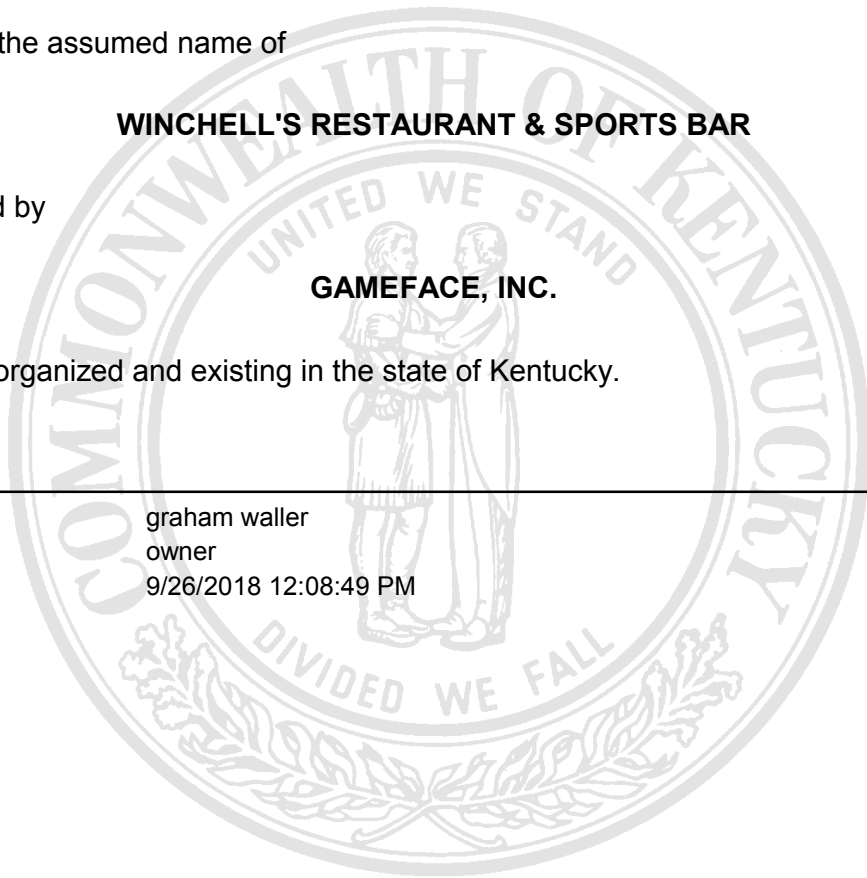 the assumed name of
WINCHELL'S RESTAURANT & SPORTS BAR
d by
GAMEFACE, INC.
organized and existing in the state of Kentucky.
graham waller
owner
9/26/2018 12:08:49 PM
COMMONWEALTH OF KENTUCKY
UNITED WE STAND
DIVIDED WE FALL